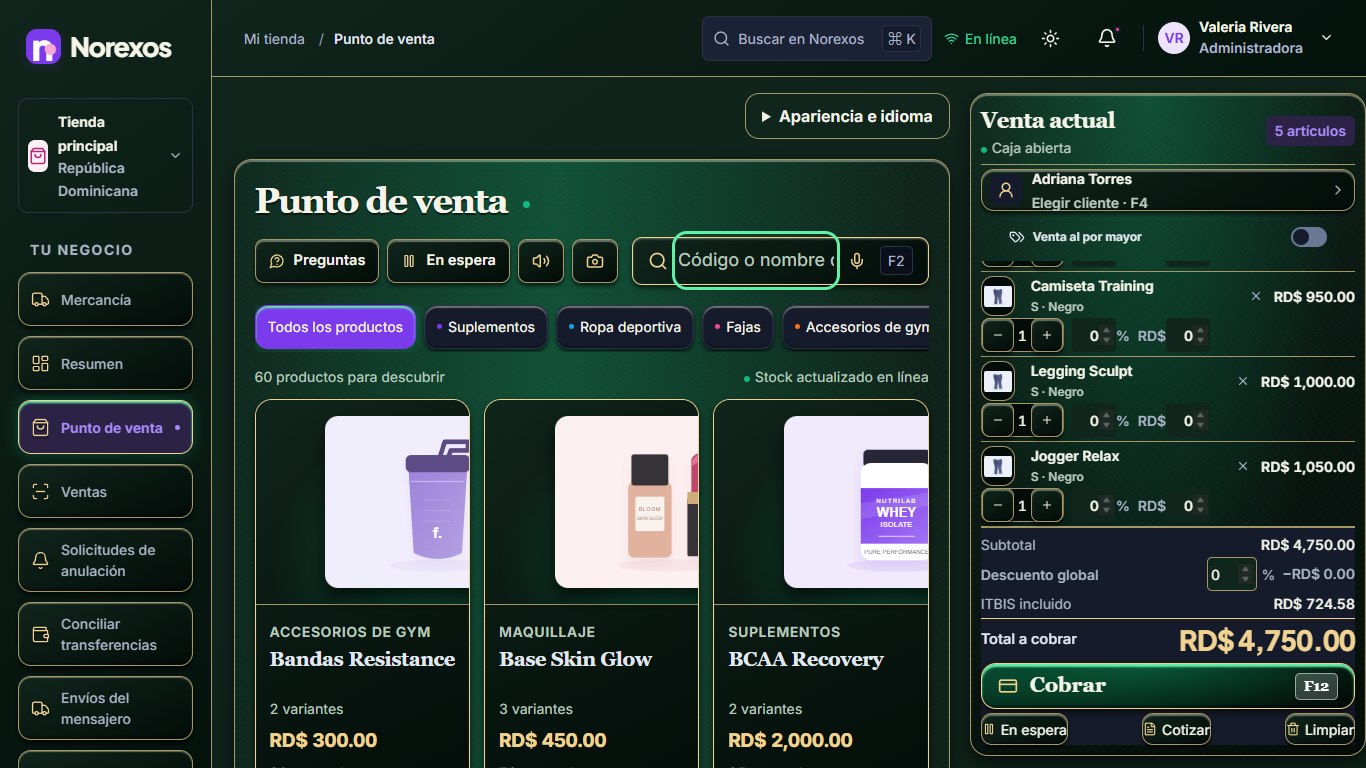 Norexos
Mi tienda / Punto de venta
Buscar en Norexos ⌘ K
En línea
VR
Valeria Rivera
Administradora
Tienda
principal
República
Dominicana
TU NEGOCIO
Mercancía
Resumen
Punto de venta
Ventas
Solicitudes de
anulación
Conciliar
transferencias
Envíos del
mensajero
Apariencia e idioma
Punto de venta
Preguntas
En espera
Código o nombre
F2
Todos los productos
Suplementos
Ropa deportiva
Fajas
Accesorios de gym
60 productos para descubrir
Stock actualizado en línea
f.
ACCESORIOS DE GYM
Bandas Resistance
2 variantes
RD$ 300.00
BLOOM
SKIN GLOW
MAQUILLAJE
Base Skin Glow
3 variantes
RD$ 450.00
NUTRILAB
WHEY
ISOLATE
PURE PERFORMANCE
SUPLEMENTOS
BCAA Recovery
2 variantes
RD$ 2,000.00
Venta actual
5 artículos
Caja abierta
Adriana Torres
Elegir cliente · F4
Venta al por mayor
Camiseta Training
S · Negro
× RD$ 950.00
− 1 + 0 % RD$ 0
Legging Sculpt
S · Negro
× RD$ 1,000.00
− 1 + 0 % RD$ 0
Jogger Relax
S · Negro
× RD$ 1,050.00
− 1 + 0 % RD$ 0
Subtotal RD$ 4,750.00
Descuento global 0 % −RD$ 0.00
ITBIS incluido RD$ 724.58
Total a cobrar RD$ 4,750.00
Cobrar F12
En espera
Cotizar
Limpiar